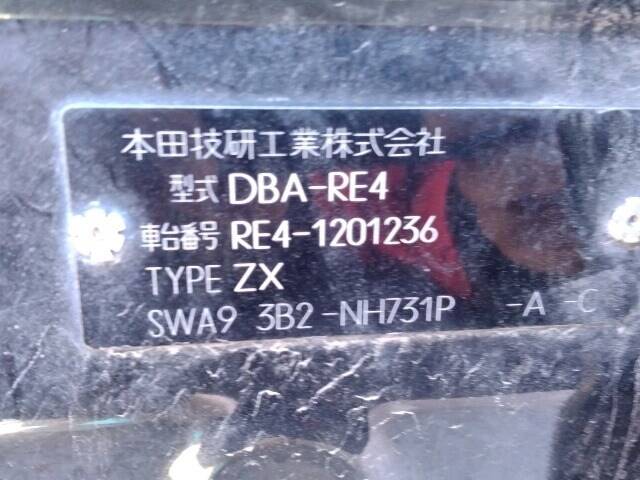 本田技研工業株式会社
型式 DBA-RE4
車台番号 RE4-1201236
TYPE ZX
SWA9 3B2-NH731P -A -C